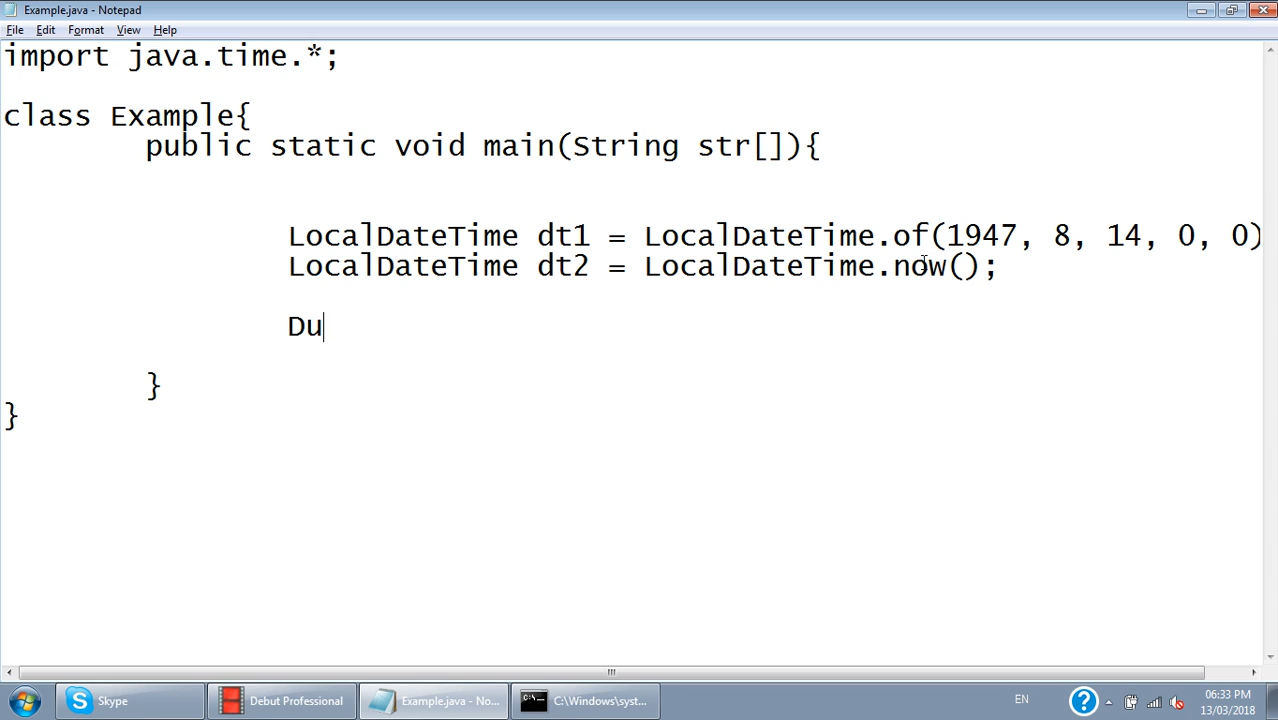 Example.java - Notepad
File Edit Format View Help
import java.time.*;
class Example{
public static void main(String str[]){
LocalDateTime dt1 = LocalDateTime.of(1947, 8, 14, 0, 0)
LocalDateTime dt2 = LocalDateTime.now();
Du
}
}
Skype
Debut Professional
Example.java - No...
C:\Windows\syst...
EN
06:33 PM
13/03/2018